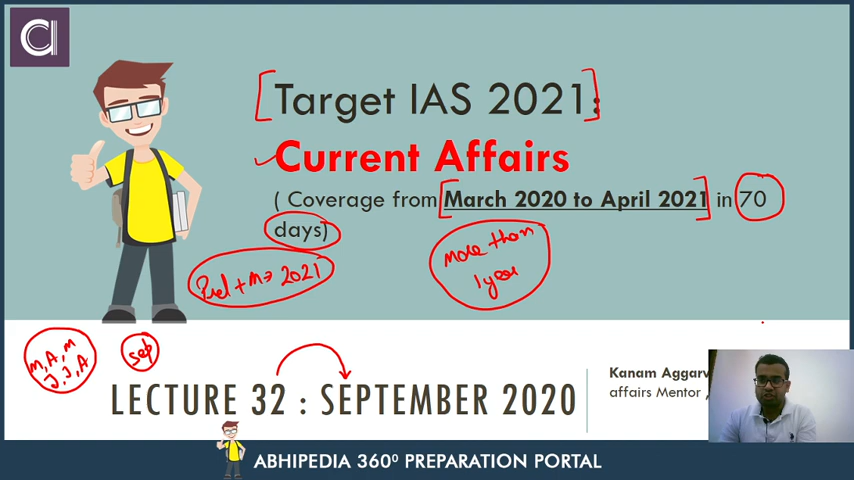 Target IAS 2021:
Current Affairs
( Coverage from March 2020 to April 2021 in 70
days)
more than
1 year
Prel + M → 2021
M, A, M
J, J, A
Sep
LECTURE 32 : SEPTEMBER 2020
Kanam Aggarw
affairs Mentor ,
ABHIPEDIA 360⁰ PREPARATION PORTAL